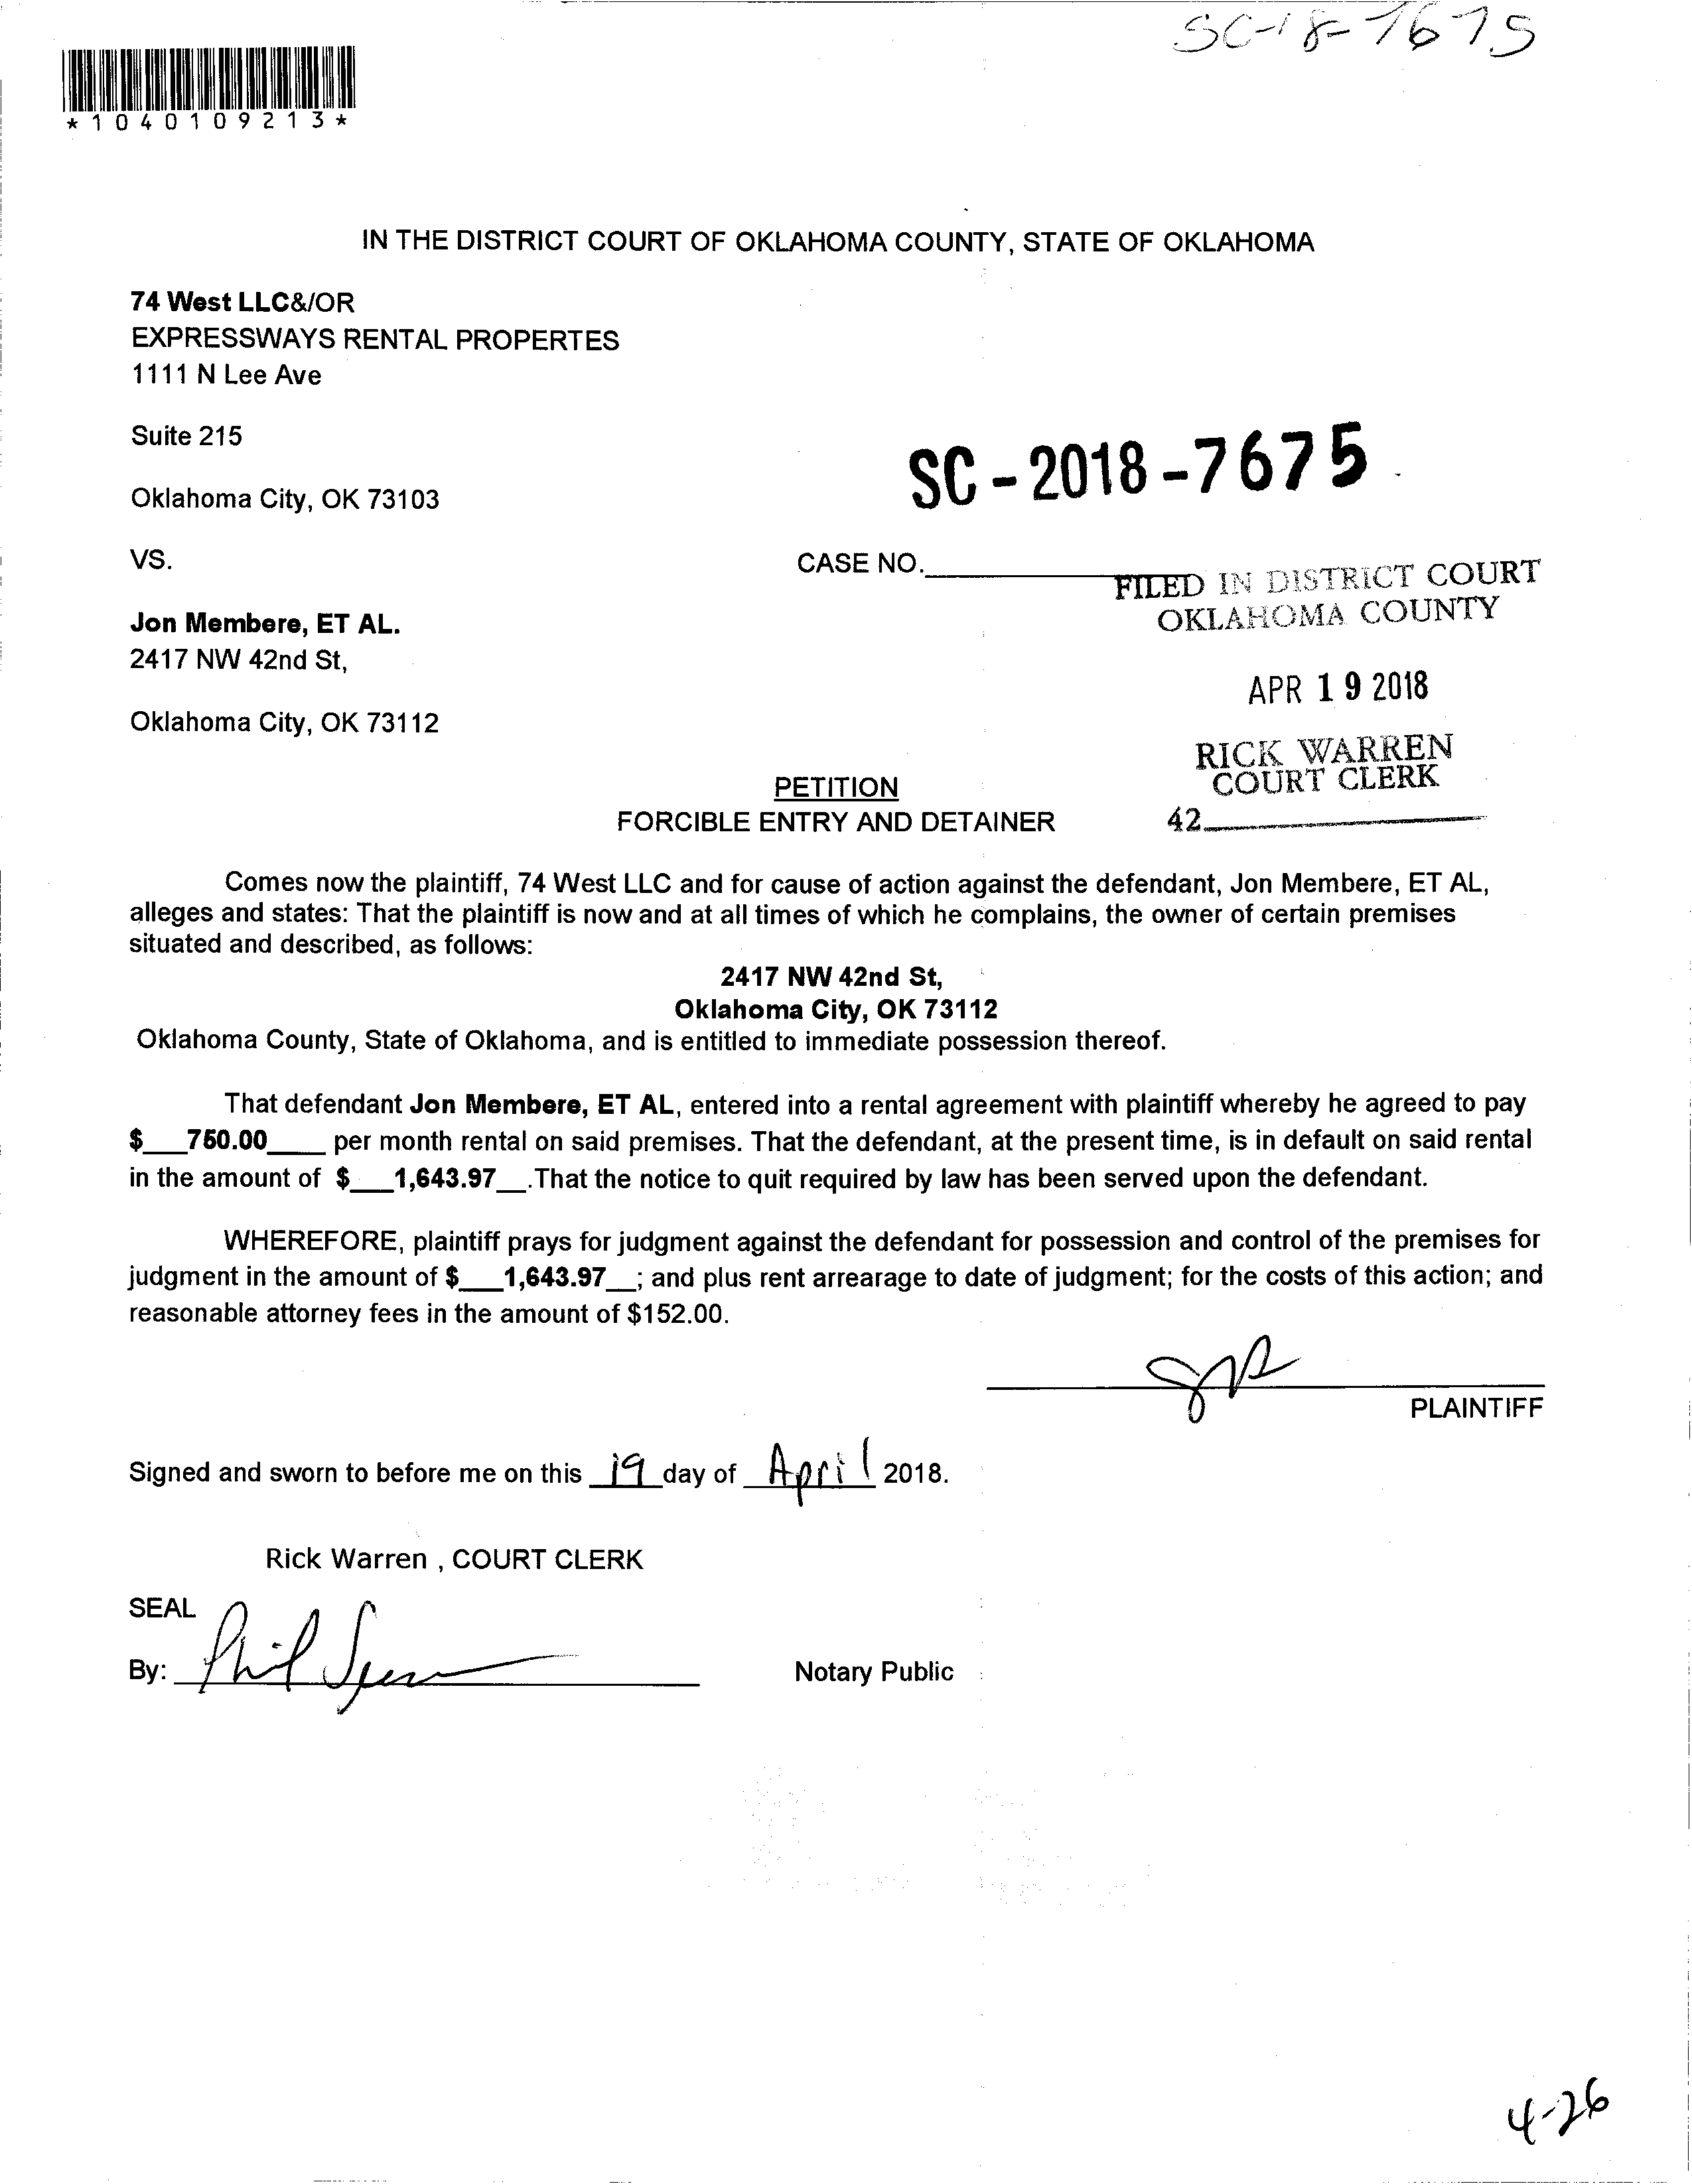 SC-18-7675
*1040109213*
IN THE DISTRICT COURT OF OKLAHOMA COUNTY, STATE OF OKLAHOMA
74 West LLC&/OR
EXPRESSWAYS RENTAL PROPERTES
1111 N Lee Ave
Suite 215
SC-2018-7675
Oklahoma City, OK 73103
VS.
CASE NO.
FILED IN DISTRICT COURT
OKLAHOMA COUNTY
Jon Membere, ET AL.
2417 NW 42nd St,
APR 19 2018
Oklahoma City, OK 73112
RICK WARREN
COURT CLERK
PETITION
FORCIBLE ENTRY AND DETAINER
42
Comes now the plaintiff, 74 West LLC and for cause of action against the defendant, Jon Membere, ET AL,
alleges and states: That the plaintiff is now and at all times of which he complains, the owner of certain premises
situated and described, as follows:
2417 NW 42nd St,
Oklahoma City, OK 73112
Oklahoma County, State of Oklahoma, and is entitled to immediate possession thereof.
That defendant Jon Membere, ET AL, entered into a rental agreement with plaintiff whereby he agreed to pay
$___750.00____ per month rental on said premises. That the defendant, at the present time, is in default on said rental
in the amount of $___1,643.97__.That the notice to quit required by law has been served upon the defendant.
WHEREFORE, plaintiff prays for judgment against the defendant for possession and control of the premises for
judgment in the amount of $___1,643.97__; and plus rent arrearage to date of judgment; for the costs of this action; and
reasonable attorney fees in the amount of $152.00.
PLAINTIFF
Signed and sworn to before me on this 19 day of April 2018.
Rick Warren , COURT CLERK
SEAL
By: Phil
Notary Public
4-26